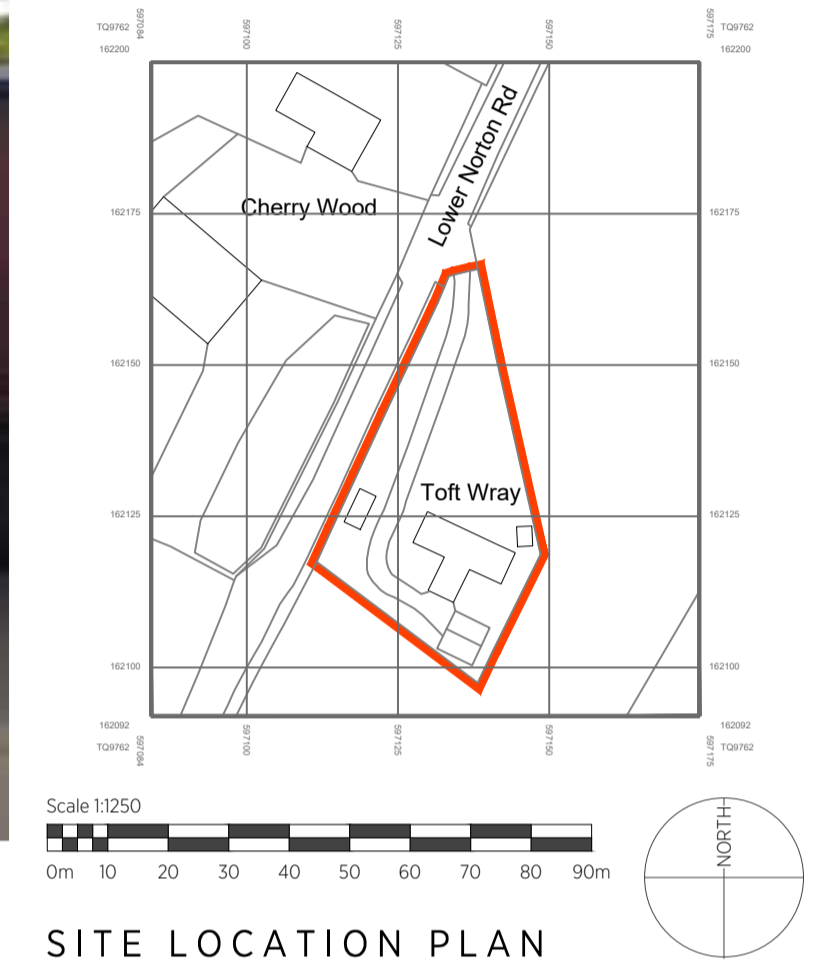 597084 597100 597125 597150 597175
TQ9762 TQ9762
162200 162200
Lower Norton Rd
Cherry Wood
162175 162175
162150 162150
Toft Wray
162125 162125
162100 162100
162092 162092
TQ9762 TQ9762
597084 597100 597125 597150 597175
Scale 1:1250
0m 10 20 30 40 50 60 70 80 90m
NORTH
SITE LOCATION PLAN